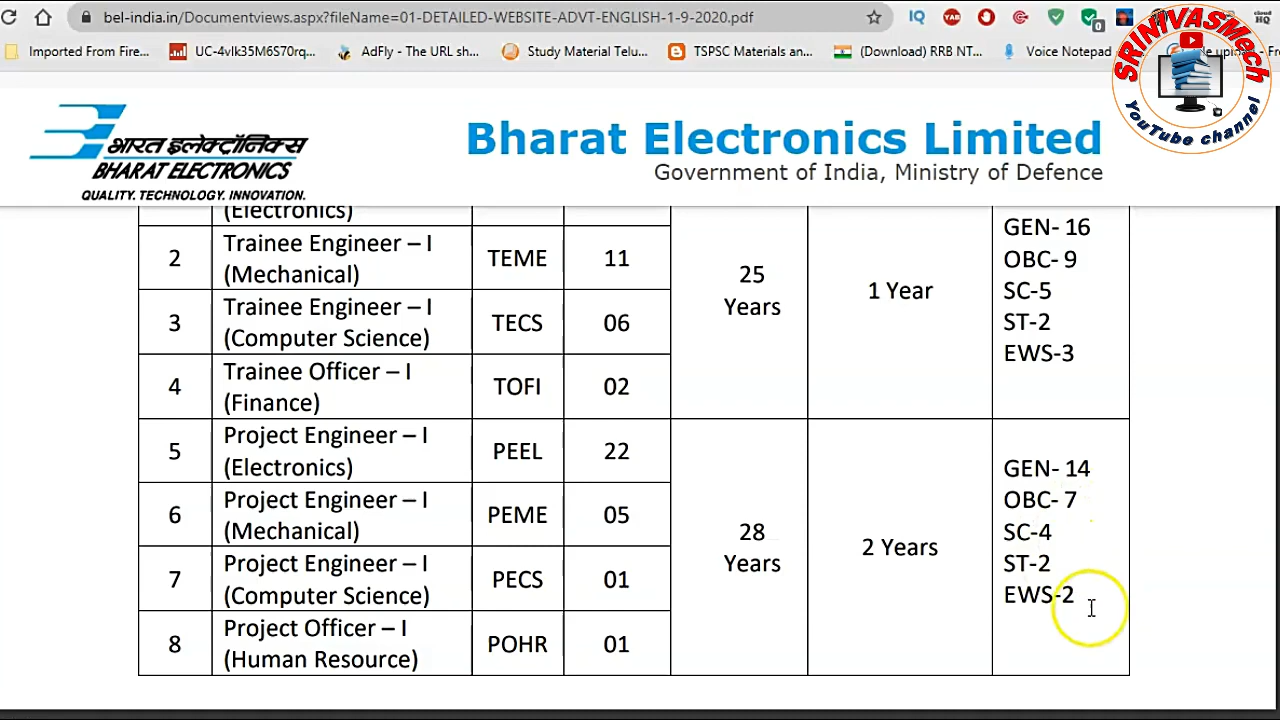 bel-india.in/Documentviews.aspx?fileName=01-DETAILED-WEBSITE-ADVT-ENGLISH-1-9-2020.pdf
IQ
YAB
0
cloud
HQ
Imported From Fire...
UC-4vlk35M6S70rq...
AdFly - The URL sh...
Study Material Telu...
TSPSC Materials an...
(Download) RRB NT...
Voice Notepad
SRINIVASMech
YouTube channel
भारत इलेक्ट्रॉनिक्स
BHARAT ELECTRONICS
QUALITY. TECHNOLOGY. INNOVATION.
Bharat Electronics Limited
Government of India, Ministry of Defence
(Electronics)
2
Trainee Engineer – I
(Mechanical)
TEME
11
3
Trainee Engineer – I
(Computer Science)
TECS
06
4
Trainee Officer – I
(Finance)
TOFI
02
25
Years
1 Year
GEN- 16
OBC- 9
SC-5
ST-2
EWS-3
5
Project Engineer – I
(Electronics)
PEEL
22
6
Project Engineer – I
(Mechanical)
PEME
05
7
Project Engineer – I
(Computer Science)
PECS
01
8
Project Officer – I
(Human Resource)
POHR
01
28
Years
2 Years
GEN- 14
OBC- 7
SC-4
ST-2
EWS-2